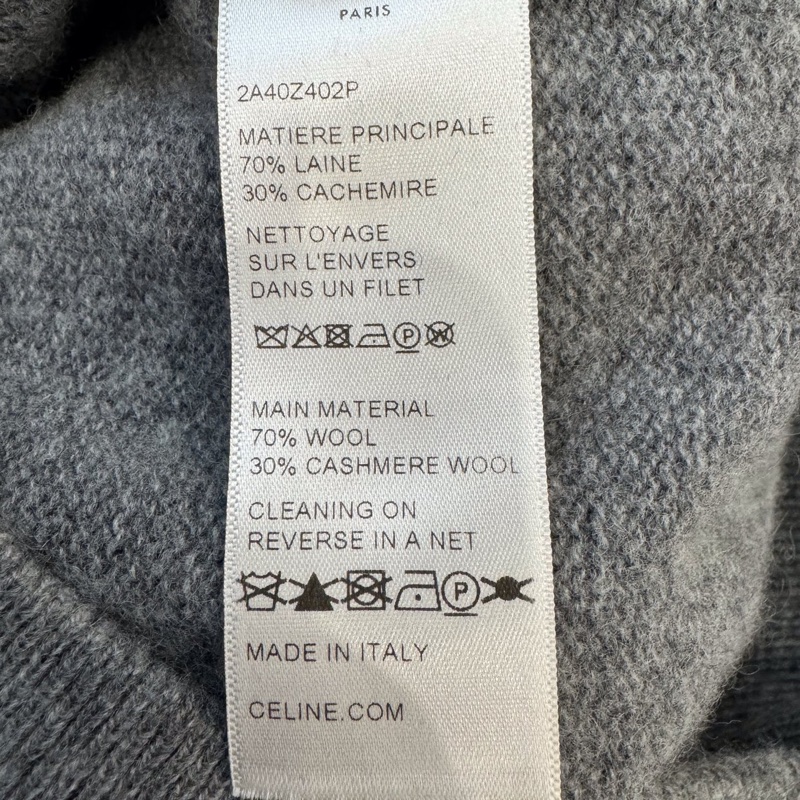 PARIS
2A40Z402P
MATIERE PRINCIPALE
70% LAINE
30% CACHEMIRE
NETTOYAGE
SUR L'ENVERS
DANS UN FILET
P W
MAIN MATERIAL
70% WOOL
30% CASHMERE WOOL
CLEANING ON
REVERSE IN A NET
P
MADE IN ITALY
CELINE.COM